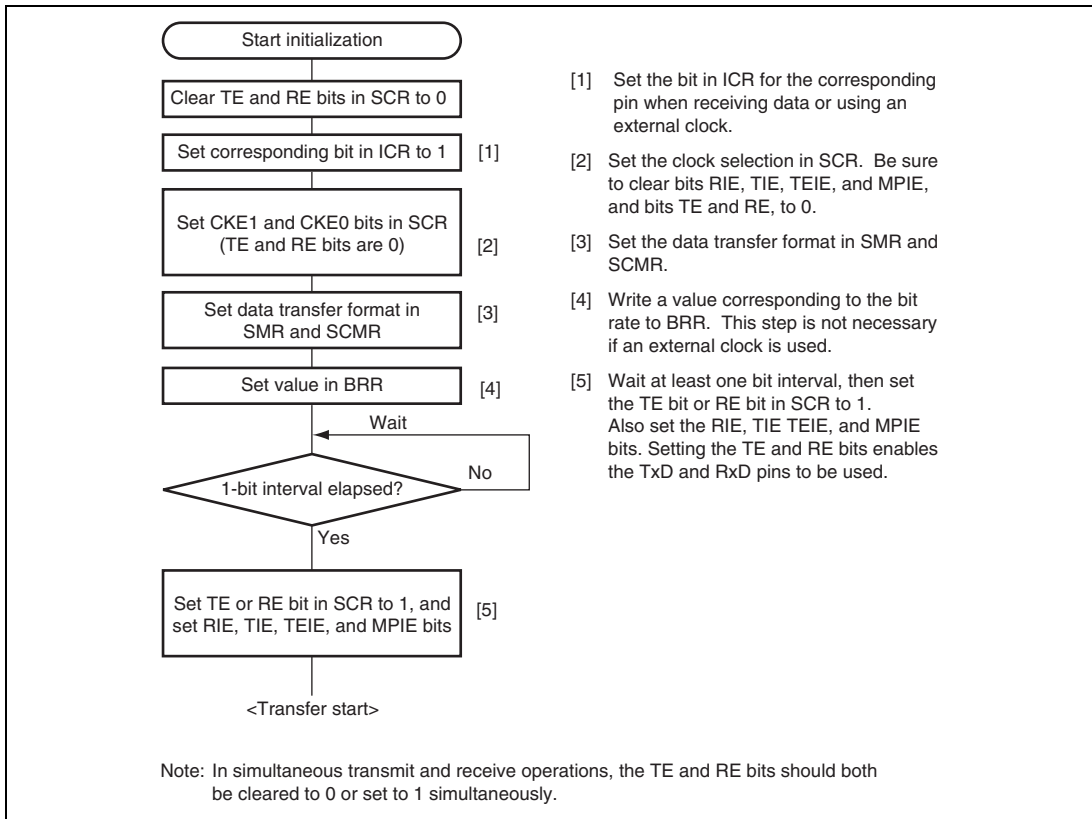 Start initialization
Clear TE and RE bits in SCR to 0
Set corresponding bit in ICR to 1
[1]
Set CKE1 and CKE0 bits in SCR
(TE and RE bits are 0)
[2]
Set data transfer format in
SMR and SCMR
[3]
Set value in BRR
[4]
Wait
1-bit interval elapsed?
No
Yes
Set TE or RE bit in SCR to 1, and
set RIE, TIE, TEIE, and MPIE bits
[5]
<Transfer start>
[1] Set the bit in ICR for the corresponding
pin when receiving data or using an
external clock.
[2] Set the clock selection in SCR. Be sure
to clear bits RIE, TIE, TEIE, and MPIE,
and bits TE and RE, to 0.
[3] Set the data transfer format in SMR and
SCMR.
[4] Write a value corresponding to the bit
rate to BRR. This step is not necessary
if an external clock is used.
[5] Wait at least one bit interval, then set
the TE bit or RE bit in SCR to 1.
Also set the RIE, TIE TEIE, and MPIE
bits. Setting the TE and RE bits enables
the TxD and RxD pins to be used.
Note: In simultaneous transmit and receive operations, the TE and RE bits should both
be cleared to 0 or set to 1 simultaneously.